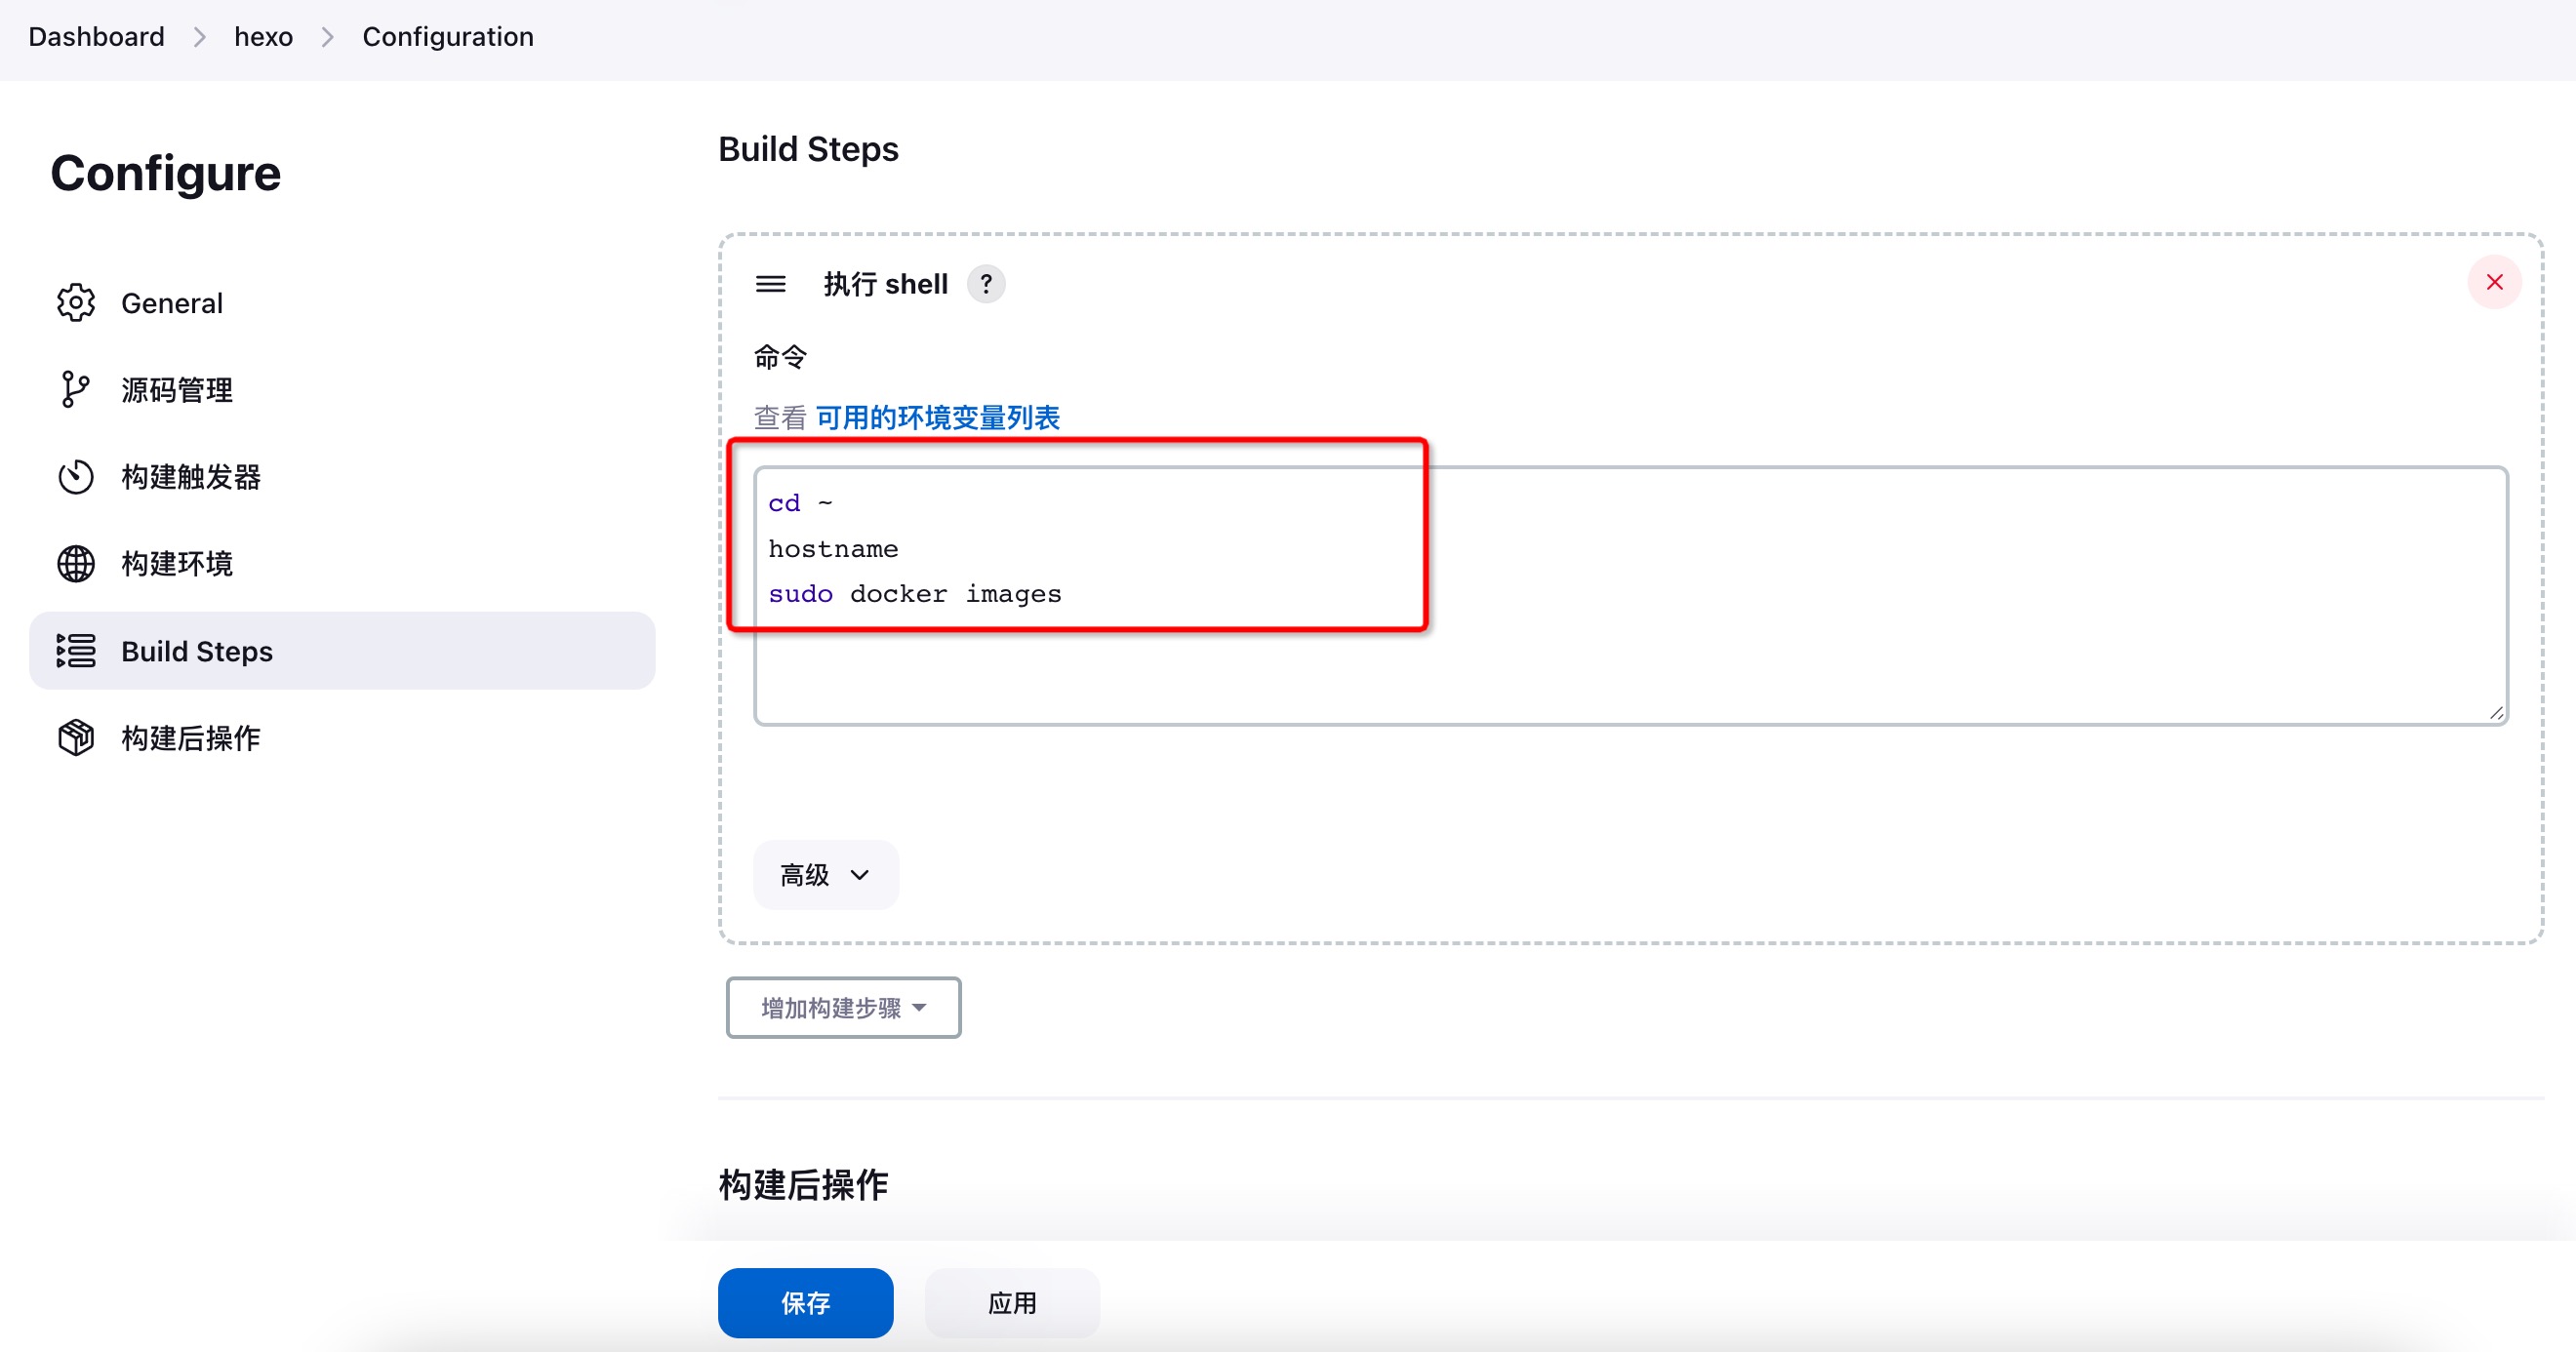 Dashboard > hexo > Configuration
Configure
General
源码管理
构建触发器
构建环境
Build Steps
构建后操作
Build Steps
执行 shell ?
命令
查看 可用的环境变量列表
cd ~
hostname
sudo docker images
高级
增加构建步骤
构建后操作
保存 应用